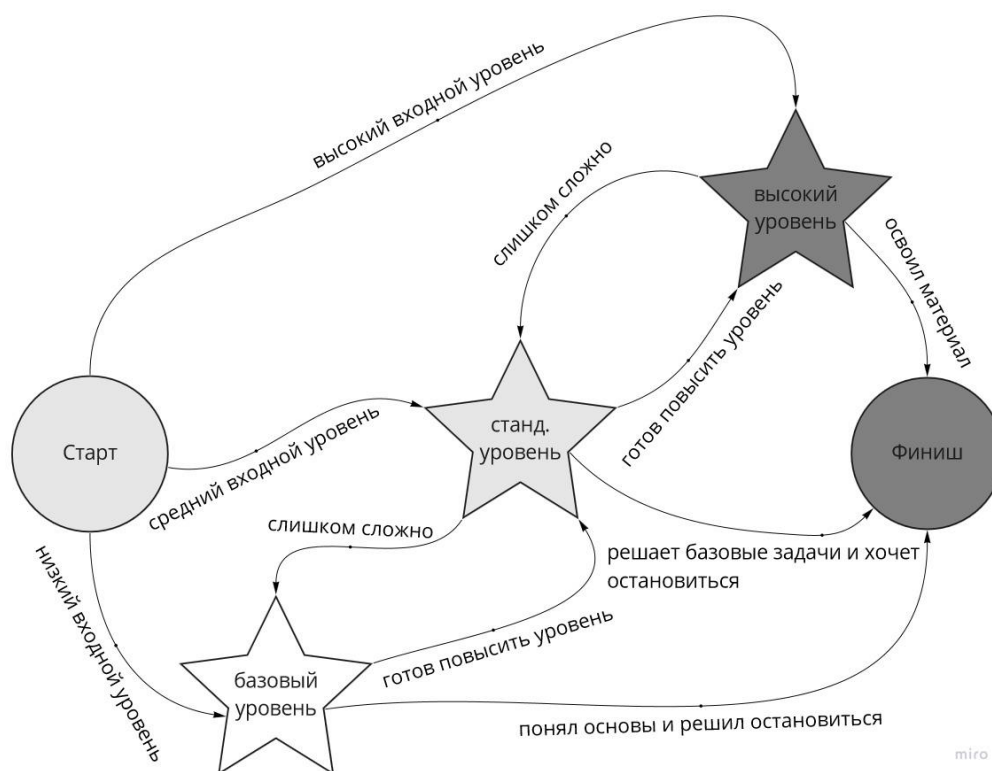 высокий входной уровень
слишком сложно
высокий
уровень
освоил материал
готов повысить уровень
Старт
средний входной уровень
станд.
уровень
Финиш
слишком сложно
решает базовые задачи и хочет
остановиться
низкий входной уровень
готов повысить уровень
базовый
уровень
понял основы и решил остановиться
miro